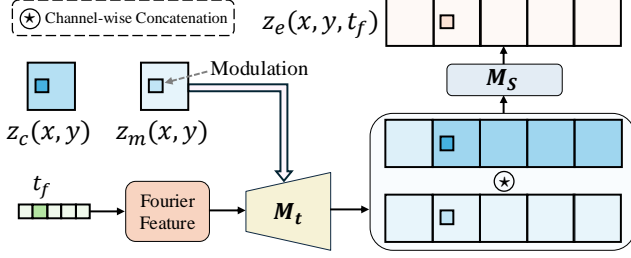 ★ Channel-wise Concatenation
z_e(x, y, t_f)
Modulation
z_c(x, y)
z_m(x, y)
M_S
t_f
Fourier
Feature
M_t
★